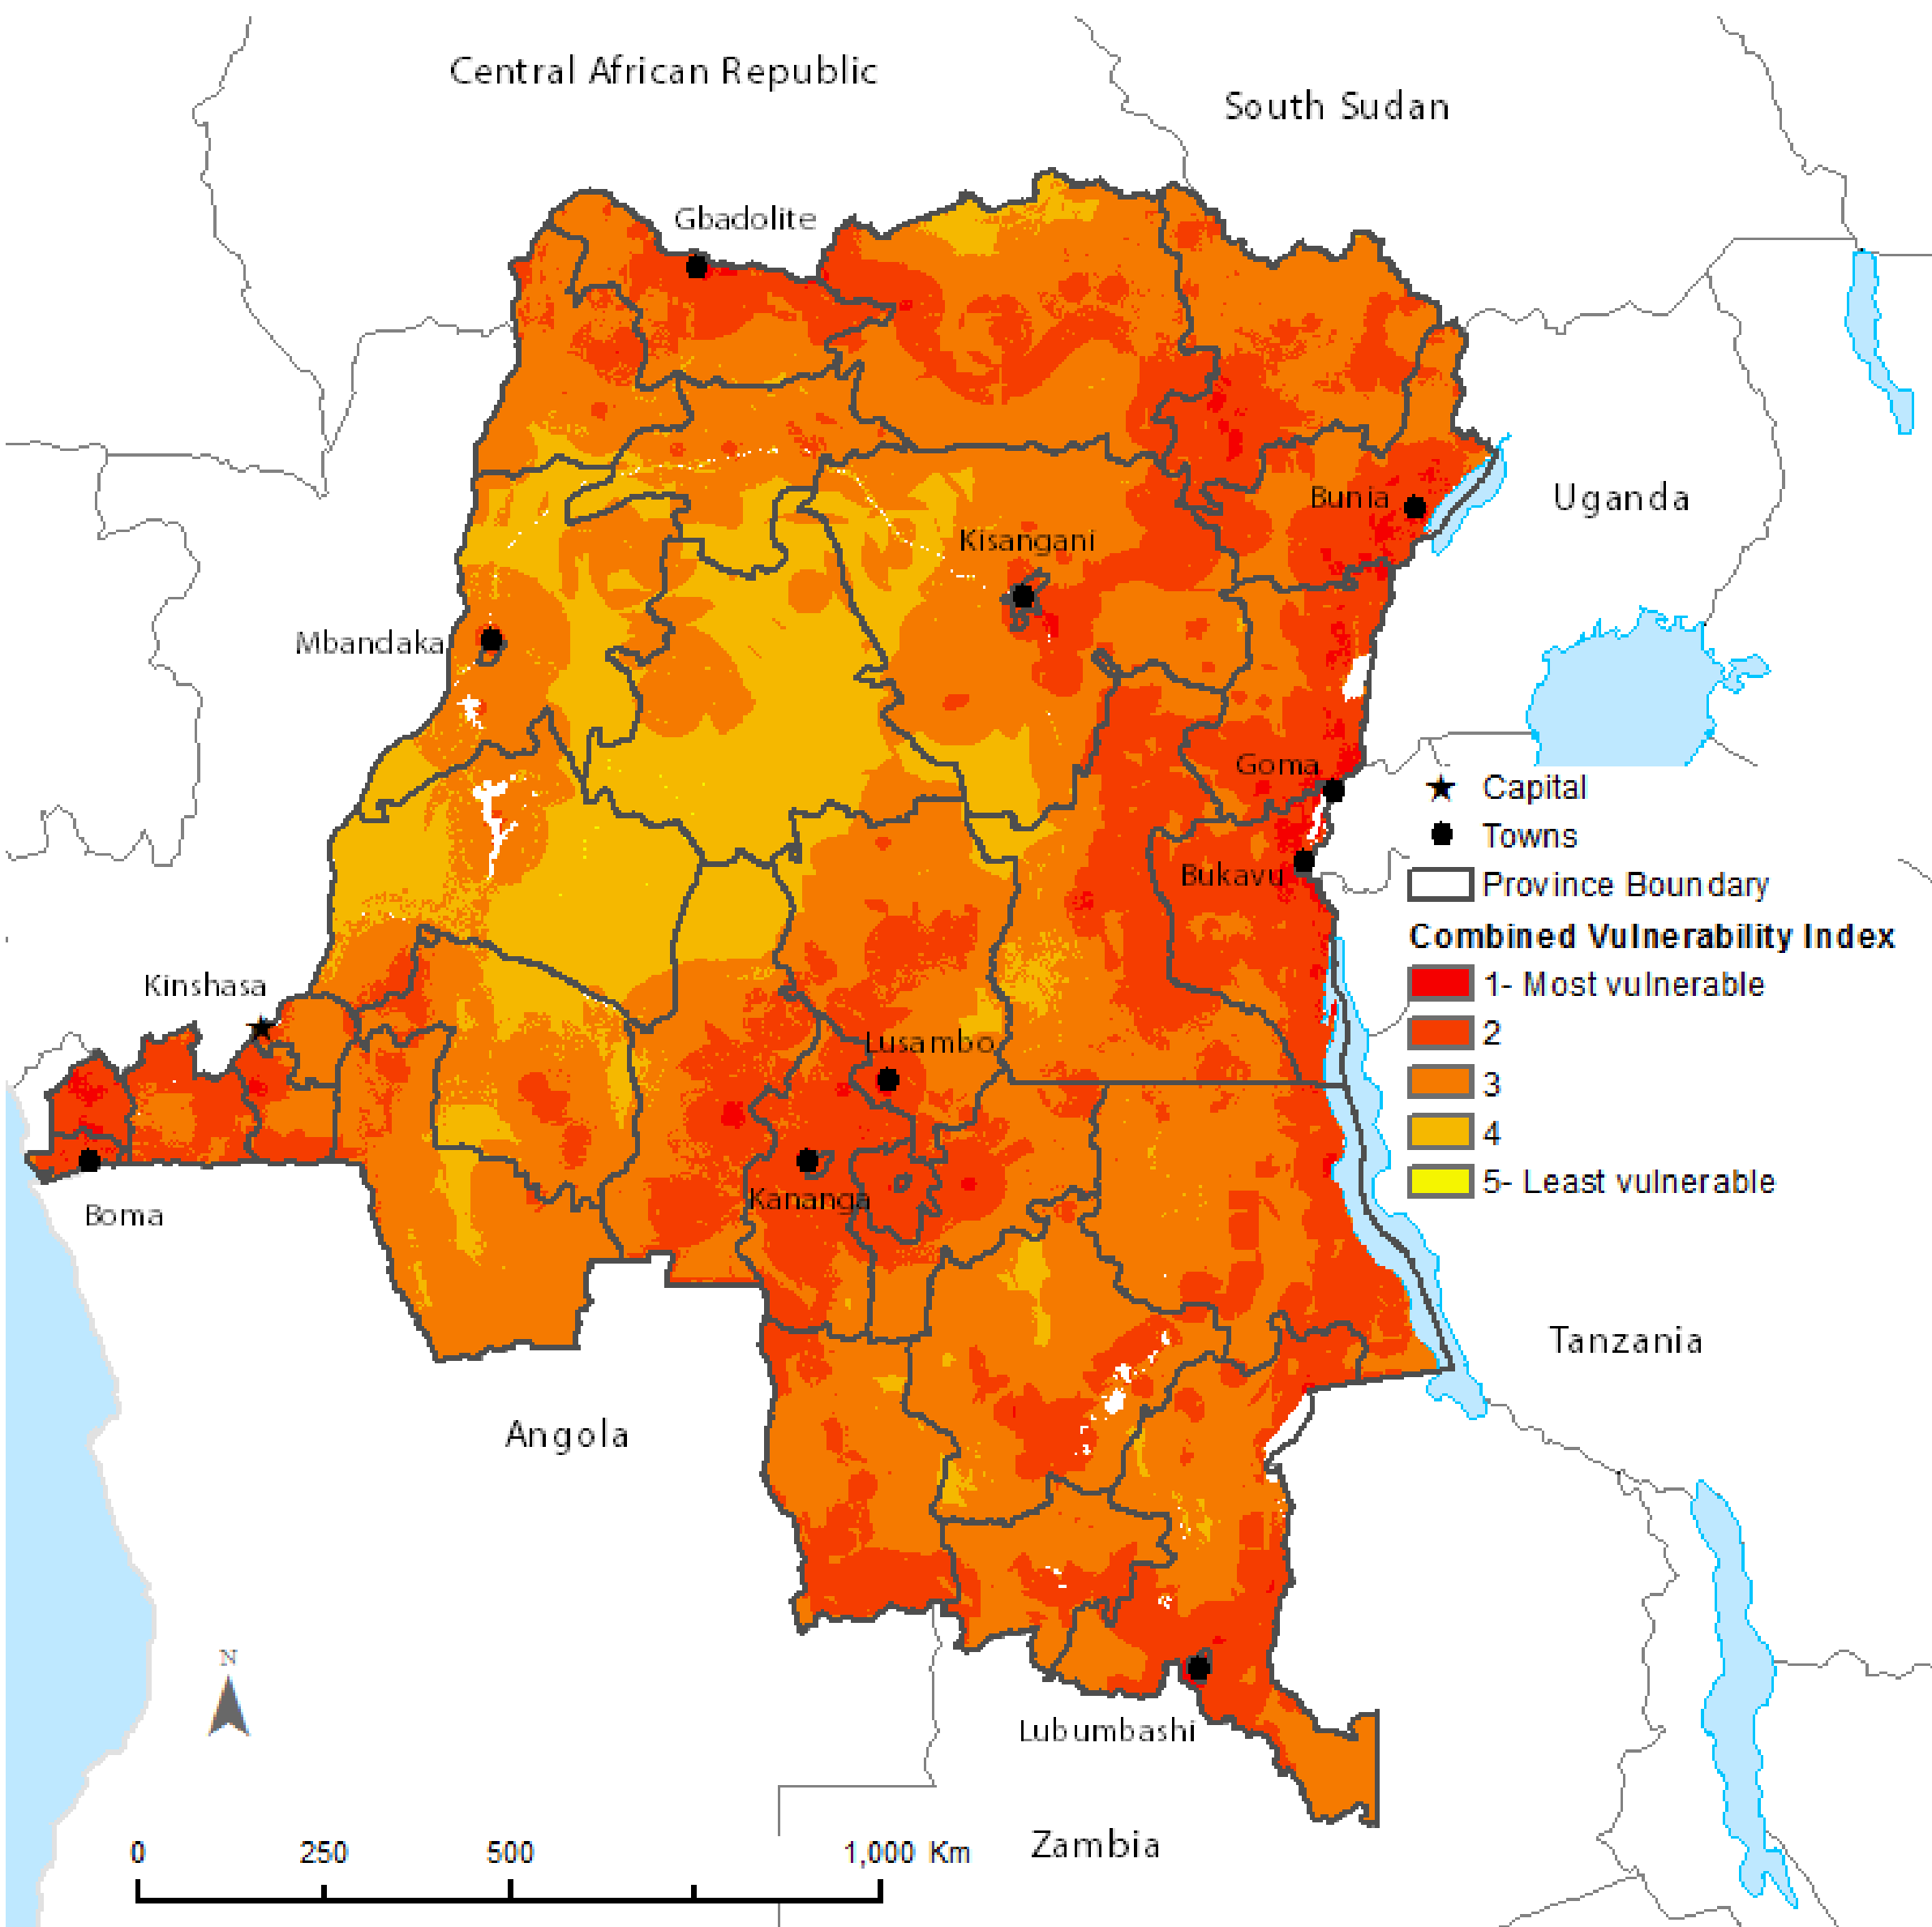 Central African Republic
South Sudan
Gbadolite
Bunia
Uganda
Kisangani
Mbandaka
Goma
Capital
Towns
Bukavu
Province Boundary
Combined Vulnerability Index
Kinshasa
1- Most vulnerable
2
Lusambo
3
4
5- Least vulnerable
Kananga
Boma
Tanzania
Angola
N
Lubumbashi
Zambia
0 250 500 1,000 Km